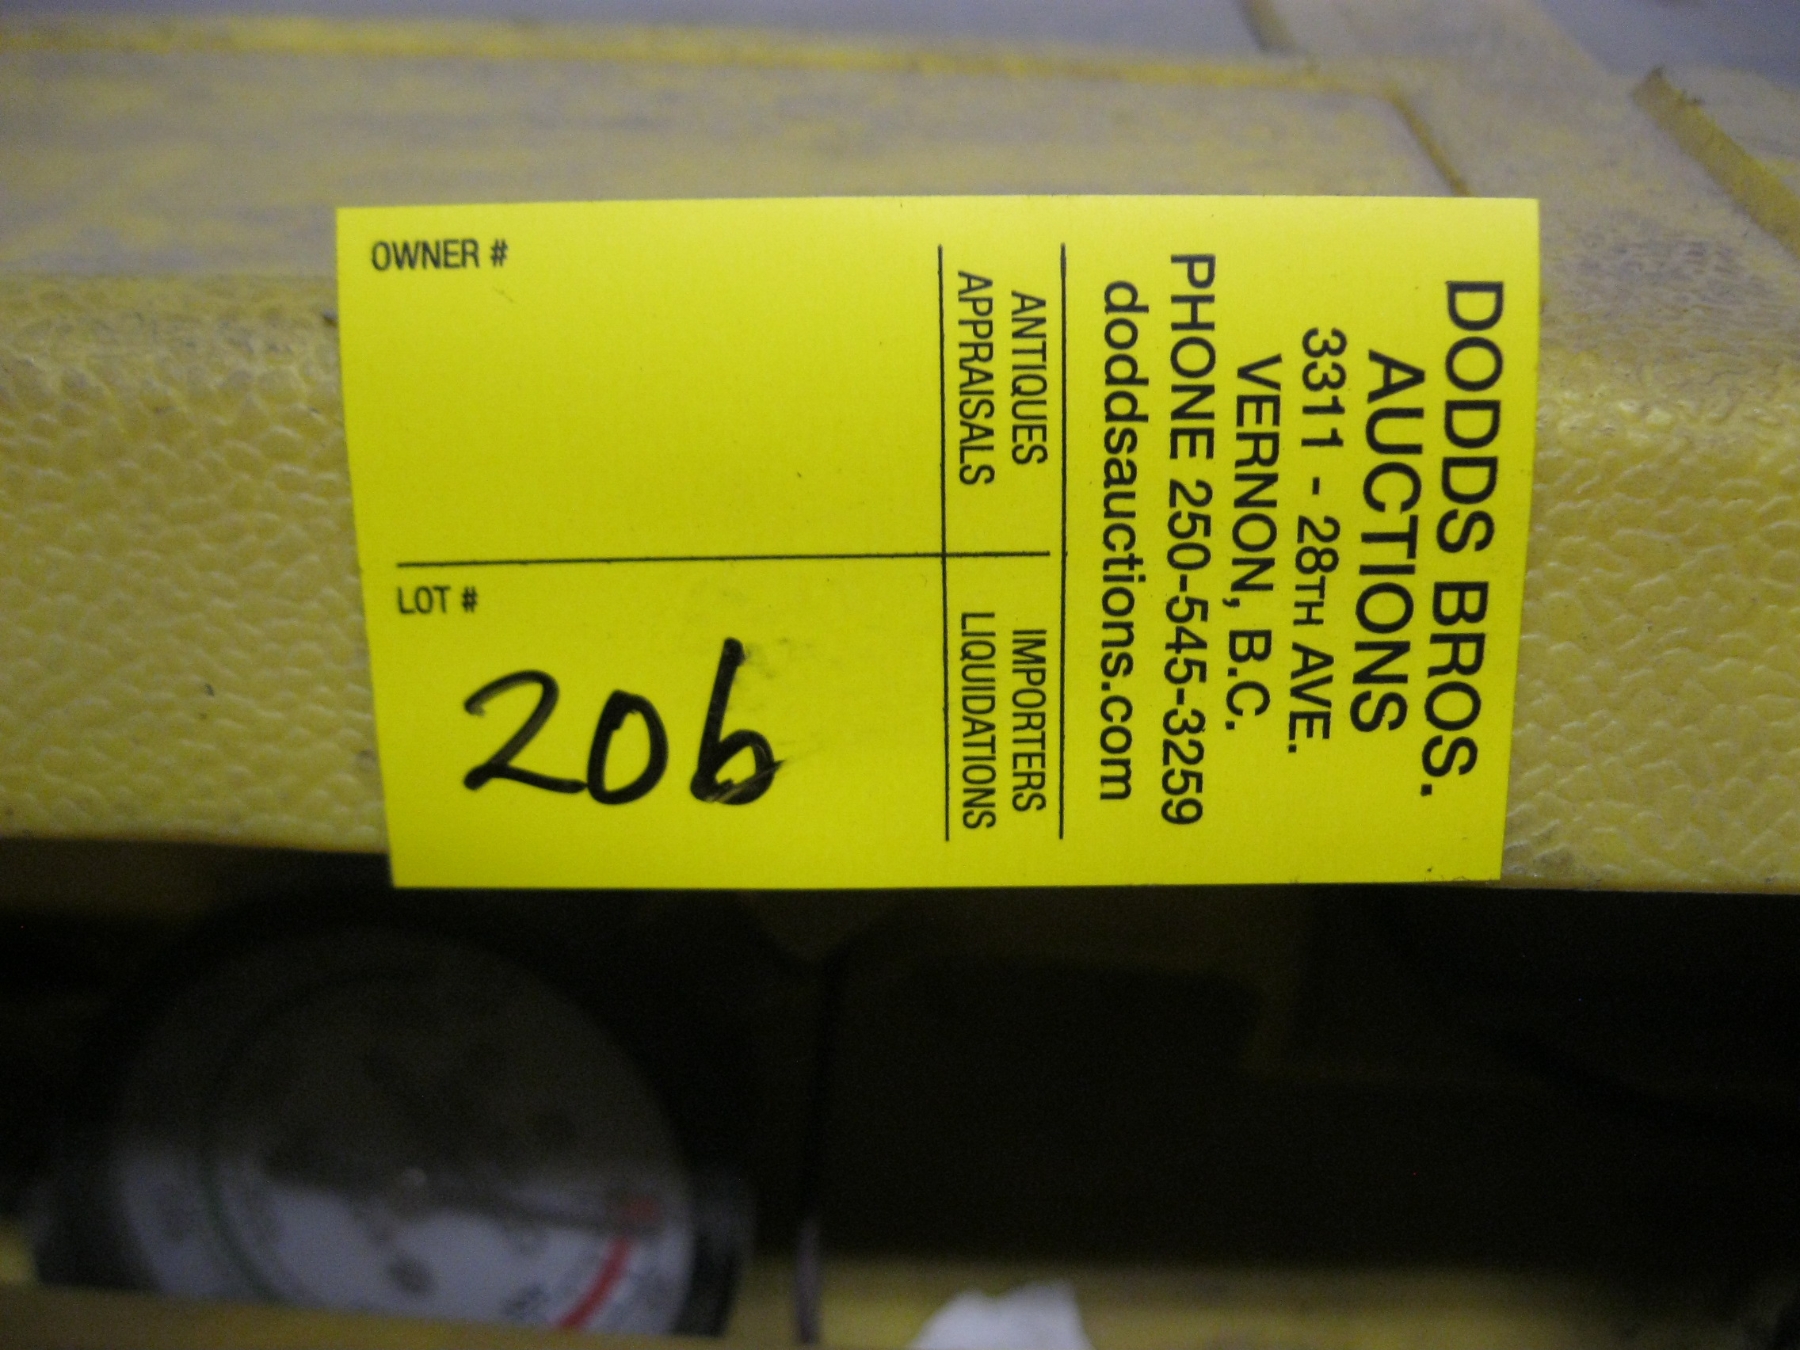 DODDS BROS.
AUCTIONS
3311 - 28TH AVE.
VERNON, B.C.
PHONE 250-545-3259
doddsauctions.com
ANTIQUES IMPORTERS
APPRAISALS LIQUIDATIONS
OWNER #
LOT #
206